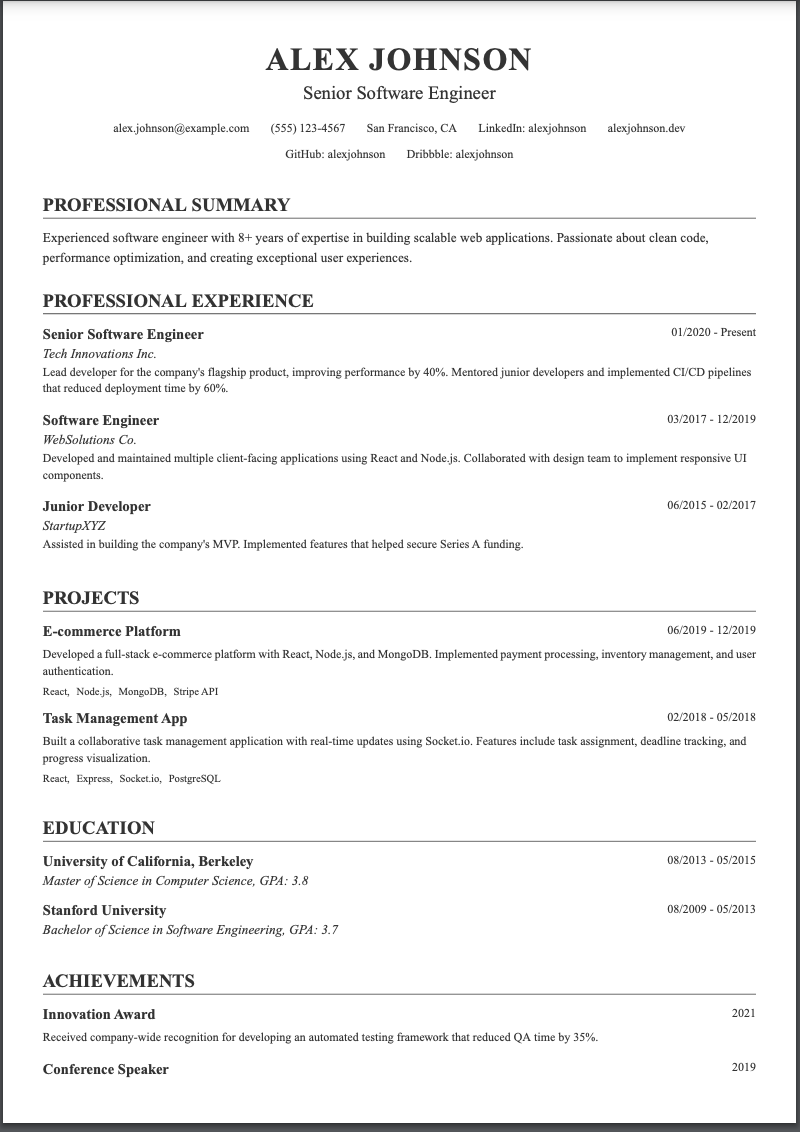 ALEX JOHNSON
Senior Software Engineer
alex.johnson@example.com (555) 123-4567 San Francisco, CA LinkedIn: alexjohnson alexjohnson.dev
GitHub: alexjohnson Dribbble: alexjohnson
PROFESSIONAL SUMMARY
Experienced software engineer with 8+ years of expertise in building scalable web applications. Passionate about clean code,
performance optimization, and creating exceptional user experiences.
PROFESSIONAL EXPERIENCE
Senior Software Engineer 01/2020 - Present
Tech Innovations Inc.
Lead developer for the company's flagship product, improving performance by 40%. Mentored junior developers and implemented CI/CD pipelines
that reduced deployment time by 60%.
Software Engineer 03/2017 - 12/2019
WebSolutions Co.
Developed and maintained multiple client-facing applications using React and Node.js. Collaborated with design team to implement responsive UI
components.
Junior Developer 06/2015 - 02/2017
StartupXYZ
Assisted in building the company's MVP. Implemented features that helped secure Series A funding.
PROJECTS
E-commerce Platform 06/2019 - 12/2019
Developed a full-stack e-commerce platform with React, Node.js, and MongoDB. Implemented payment processing, inventory management, and user
authentication.
React, Node.js, MongoDB, Stripe API
Task Management App 02/2018 - 05/2018
Built a collaborative task management application with real-time updates using Socket.io. Features include task assignment, deadline tracking, and
progress visualization.
React, Express, Socket.io, PostgreSQL
EDUCATION
University of California, Berkeley 08/2013 - 05/2015
Master of Science in Computer Science, GPA: 3.8
Stanford University 08/2009 - 05/2013
Bachelor of Science in Software Engineering, GPA: 3.7
ACHIEVEMENTS
Innovation Award 2021
Received company-wide recognition for developing an automated testing framework that reduced QA time by 35%.
Conference Speaker 2019